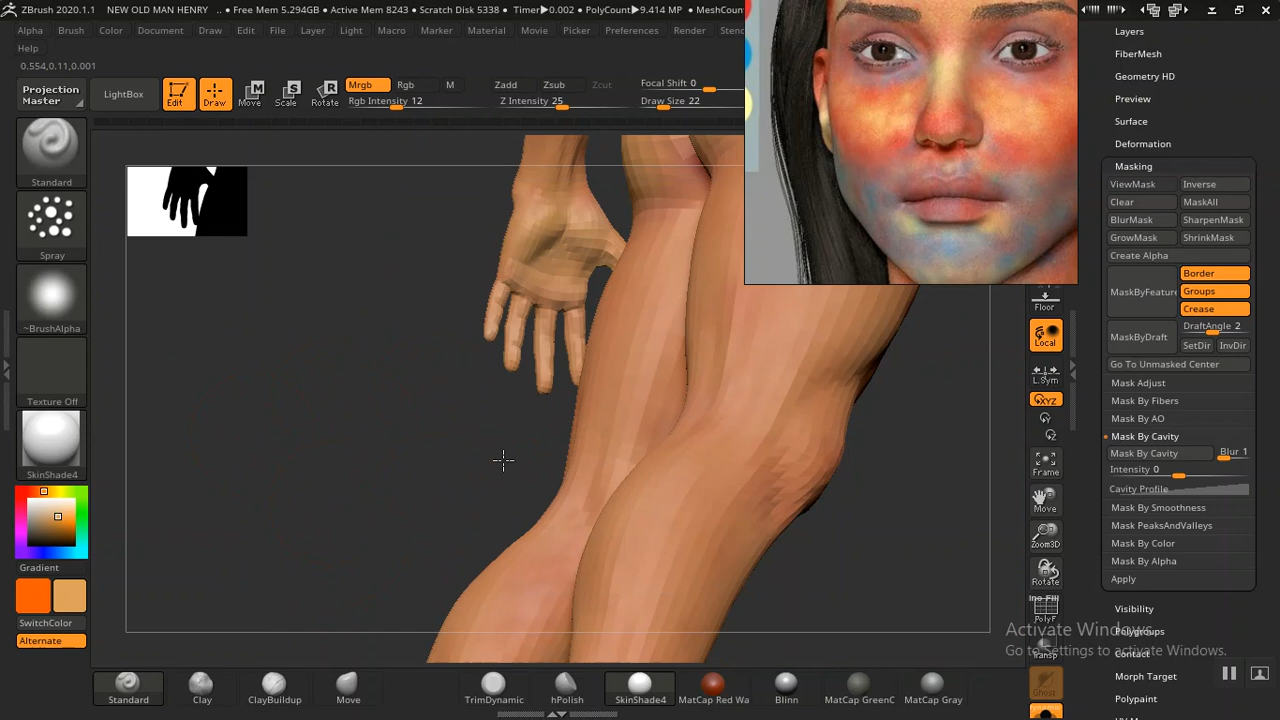 ZBrush 2020.1.1 NEW OLD MAN HENRY .. ● Free Mem 5.294GB ● Active Mem 8243 ● Scratch Disk 5338 ● Timer▶0.002 ● PolyCount▶9.414 MP ● MeshCoun
Alpha Brush Color Document Draw Edit File Layer Light Macro Marker Material Movie Picker Preferences Render Stenc
Help
0.554,0.11,0.001
Projection
Master
LightBox
Edit
Draw
Move
Scale
Rotate
Mrgb
Rgb
M
Rgb Intensity 12
Zadd
Zsub
Zcut
Z Intensity 25
Focal Shift 0
Draw Size 22
Standard
Spray
~BrushAlpha
Texture Off
SkinShade4
Gradient
SwitchColor
Alternate
Floor
Local
L.Sym
XYZ
Frame
Move
Zoom3D
Rotate
PolyF
Transp
Ghost
Layers
FiberMesh
Geometry HD
Preview
Surface
Deformation
Masking
ViewMask Inverse
Clear MaskAll
BlurMask SharpenMask
GrowMask ShrinkMask
Create Alpha
MaskByFeature
Border
Groups
Crease
MaskByDraft
DraftAngle 2
SetDir InvDir
Go To Unmasked Center
Mask Adjust
Mask By Fibers
Mask By AO
Mask By Cavity
Mask By Cavity Blur 1
Intensity 0
Cavity Profile
Mask By Smoothness
Mask PeaksAndValleys
Mask By Color
Mask By Alpha
Apply
Visibility
Polygroups
Contact
Morph Target
Polypaint
Activate Windows
Go to Settings to activate Windows.
Standard Clay ClayBuildup Move TrimDynamic hPolish SkinShade4 MatCap Red Wa Blinn MatCap GreenC MatCap Gray